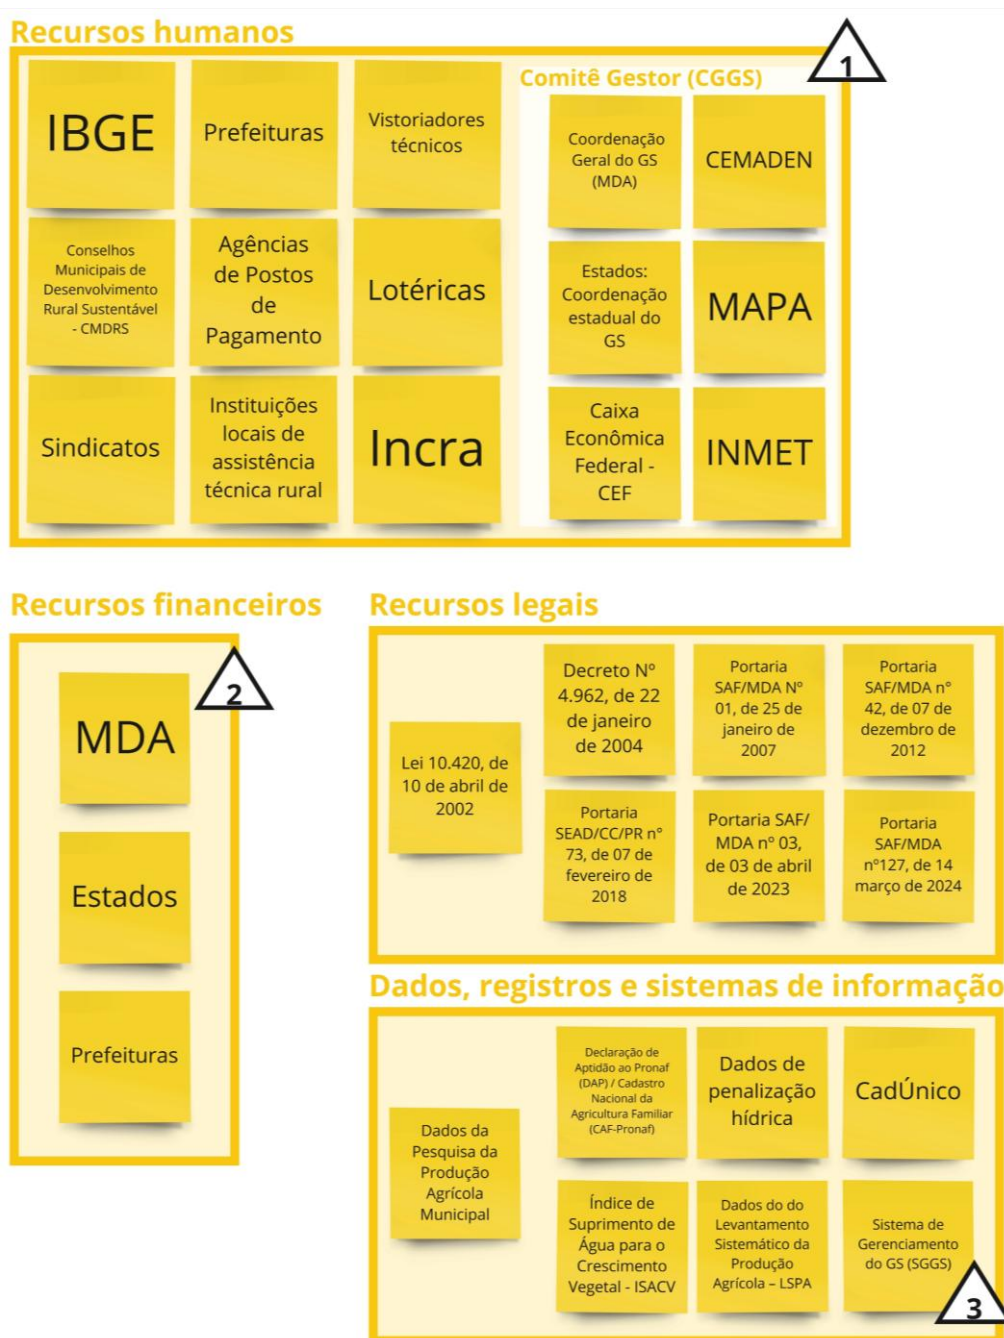 Recursos humanos
1
IBGE
Prefeituras
Vistoriadores
técnicos
Conselhos
Municipais de
Desenvolvimento
Rural Sustentável
- CMDRS
Agências
de Postos
de
Pagamento
Lotéricas
Sindicatos
Instituições
locais de
assistência
técnica rural
Incra
Comitê Gestor (CGGS)
Coordenação
Geral do GS
(MDA)
CEMADEN
Estados:
Coordenação
estadual do
GS
MAPA
Caixa
Econômica
Federal -
CEF
INMET
Recursos financeiros
2
MDA
Estados
Prefeituras
Recursos legais
Lei 10.420, de
10 de abril de
2002
Decreto Nº
4.962, de 22
de janeiro
de 2004
Portaria
SAF/MDA Nº
01, de 25 de
janeiro de
2007
Portaria
SAF/MDA n°
42, de 07 de
dezembro de
2012
Portaria
SEAD/CC/PR n°
73, de 07 de
fevereiro de
2018
Portaria SAF/
MDA nº 03,
de 03 de abril
de 2023
Portaria
SAF/MDA
nº127, de 14
março de 2024
Dados, registros e sistemas de informação
Dados da
Pesquisa da
Produção
Agrícola
Municipal
Declaração de
Aptidão ao Pronaf
(DAP) / Cadastro
Nacional da
Agricultura Familiar
(CAF-Pronaf)
Dados de
penalização
hídrica
CadÚnico
Índice de
Suprimento de
Água para o
Crescimento
Vegetal - ISACV
Dados do do
Levantamento
Sistemático da
Produção
Agrícola – LSPA
Sistema de
Gerenciamento
do GS (SGGS)
3